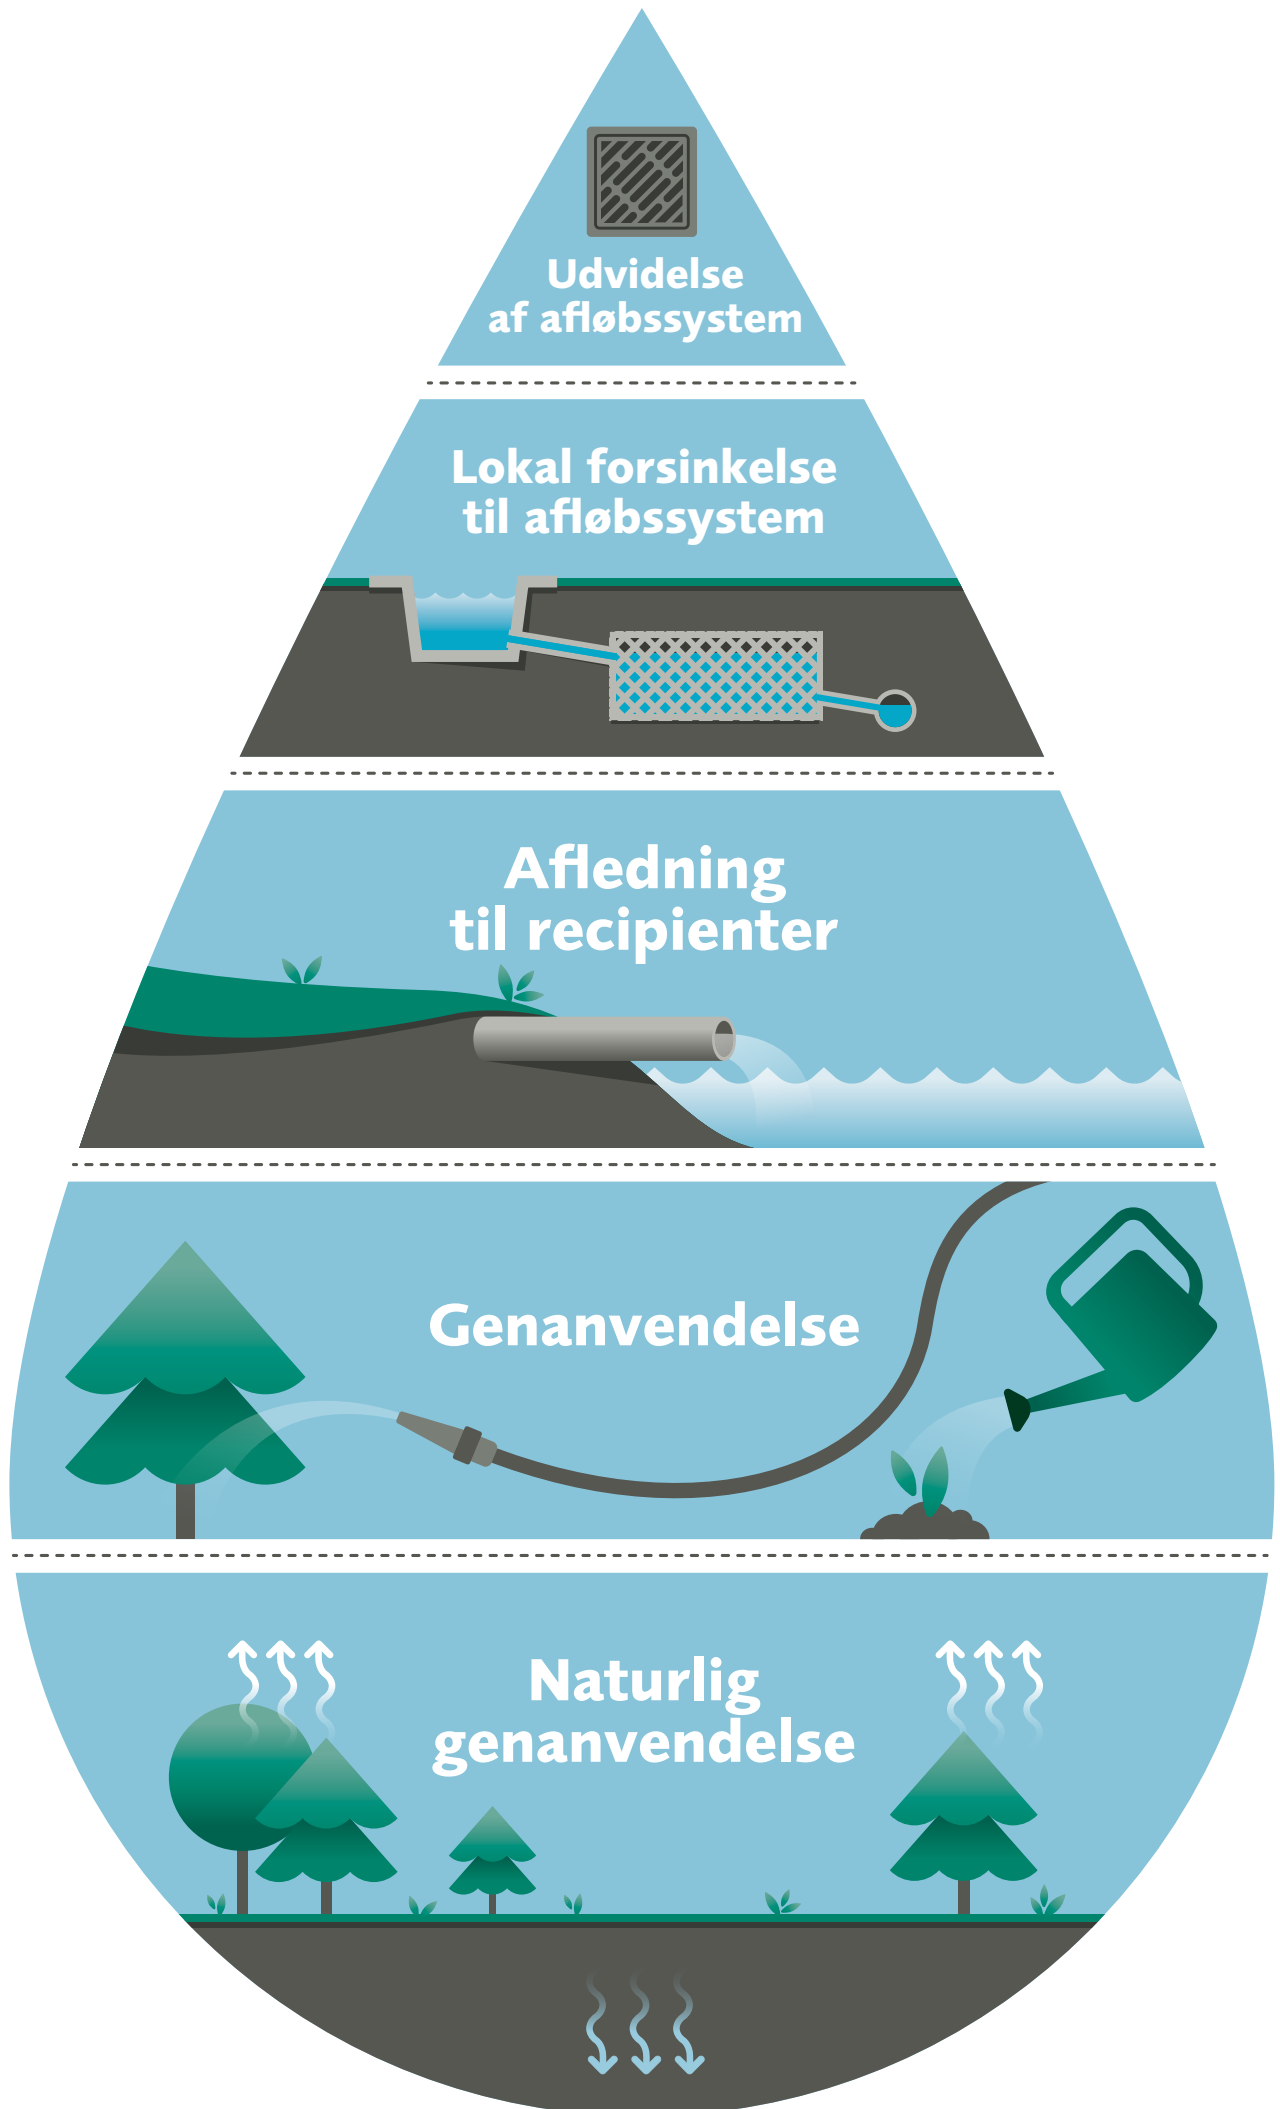 Udvidelse
af afløbssystem
Lokal forsinkelse
til afløbssystem
Afledning
til recipienter
Genanvendelse
Naturlig
genanvendelse